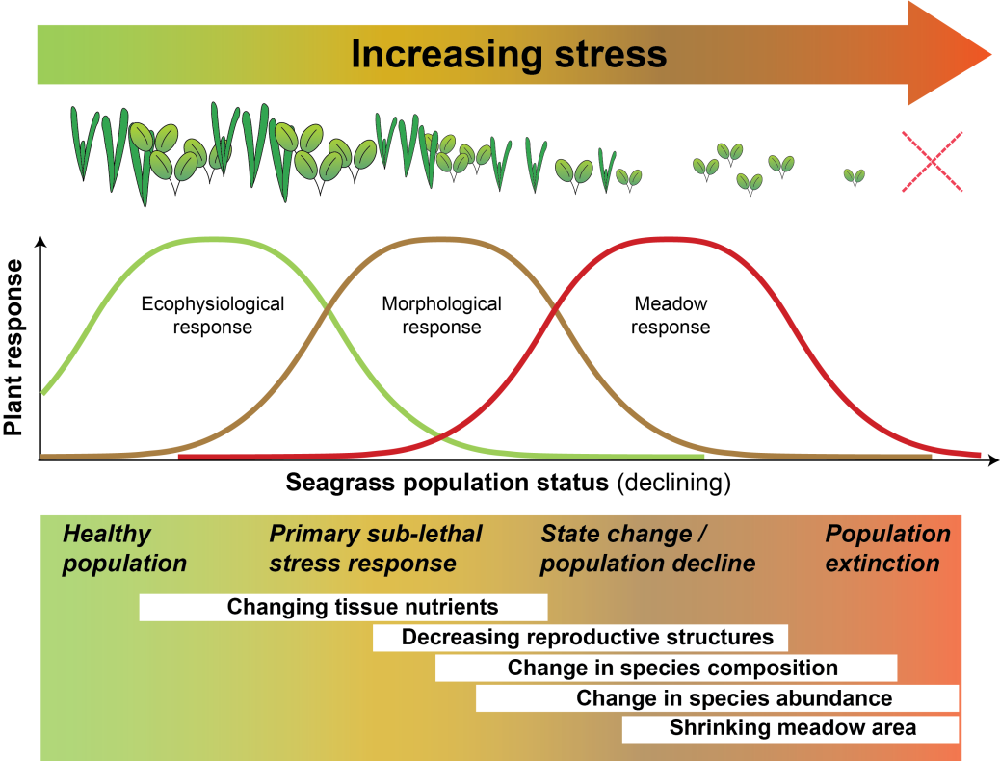 Increasing stress
Plant response
Ecophysiological
response
Morphological
response
Meadow
response
Seagrass population status (declining)
Healthy
population
Primary sub-lethal
stress response
State change /
population decline
Population
extinction
Changing tissue nutrients
Decreasing reproductive structures
Change in species composition
Change in species abundance
Shrinking meadow area